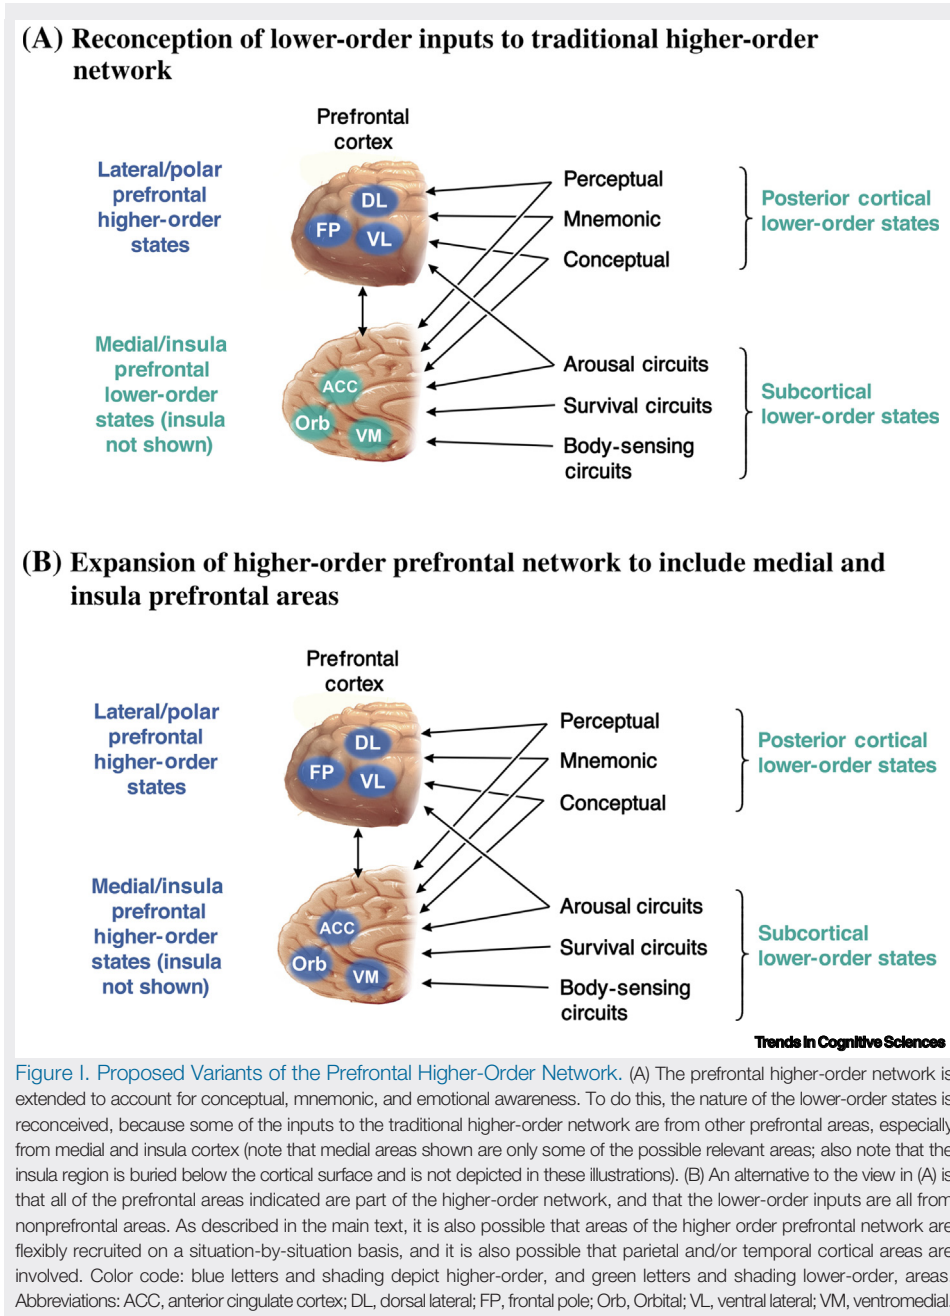 (A) Reconception of lower-order inputs to traditional higher-order
network
Prefrontal
cortex
Lateral/polar
prefrontal
higher-order
states
DL
FP
VL
Perceptual
Mnemonic
Conceptual
Posterior cortical
lower-order states
Medial/insula
prefrontal
lower-order
states (insula
not shown)
ACC
Orb
VM
Arousal circuits
Survival circuits
Body-sensing
circuits
Subcortical
lower-order states
(B) Expansion of higher-order prefrontal network to include medial and
insula prefrontal areas
Prefrontal
cortex
Lateral/polar
prefrontal
higher-order
states
DL
FP
VL
Perceptual
Mnemonic
Conceptual
Posterior cortical
lower-order states
Medial/insula
prefrontal
higher-order
states (insula
not shown)
ACC
Orb
VM
Arousal circuits
Survival circuits
Body-sensing
circuits
Subcortical
lower-order states
Trends in Cognitive Sciences
Figure I. Proposed Variants of the Prefrontal Higher-Order Network. (A) The prefrontal higher-order network is
extended to account for conceptual, mnemonic, and emotional awareness. To do this, the nature of the lower-order states is
reconceived, because some of the inputs to the traditional higher-order network are from other prefrontal areas, especially
from medial and insula cortex (note that medial areas shown are only some of the possible relevant areas; also note that the
insula region is buried below the cortical surface and is not depicted in these illustrations). (B) An alternative to the view in (A) is
that all of the prefrontal areas indicated are part of the higher-order network, and that the lower-order inputs are all from
nonprefrontal areas. As described in the main text, it is also possible that areas of the higher order prefrontal network are
flexibly recruited on a situation-by-situation basis, and it is also possible that parietal and/or temporal cortical areas are
involved. Color code: blue letters and shading depict higher-order, and green letters and shading lower-order, areas.
Abbreviations: ACC, anterior cingulate cortex; DL, dorsal lateral; FP, frontal pole; Orb, Orbital; VL, ventral lateral; VM, ventromedial